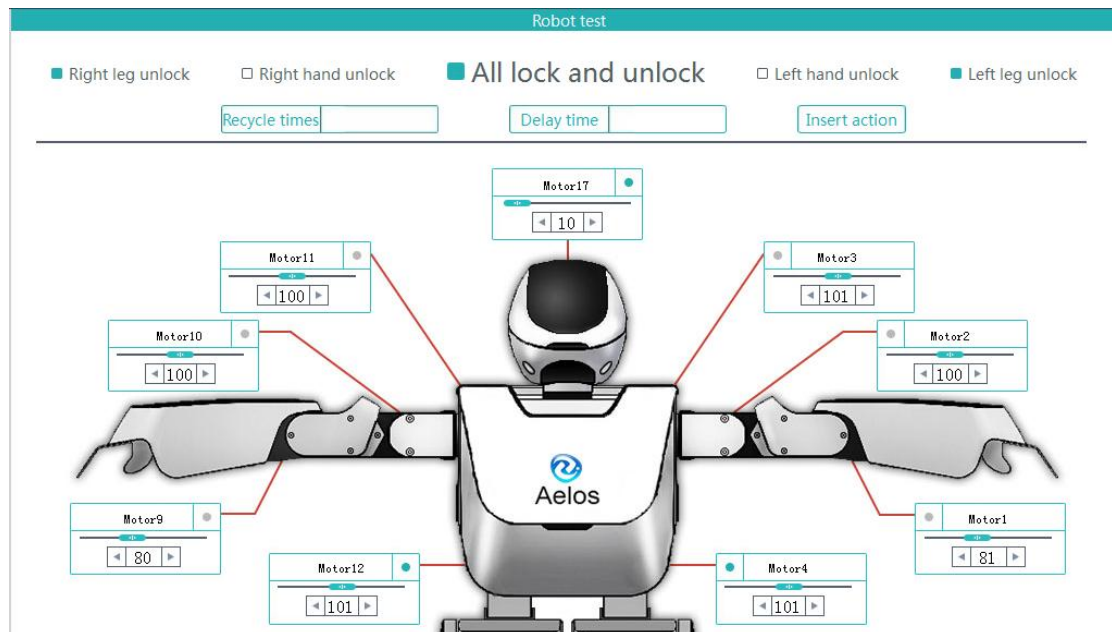 Robot test
Right leg unlock
Right hand unlock
All lock and unlock
Left hand unlock
Left leg unlock
Recycle times
Delay time
Insert action
Motor17
10
Motor11
100
Motor3
101
Motor10
100
Motor2
100
Aelos
Motor9
80
Motor1
81
Motor12
101
Motor4
101